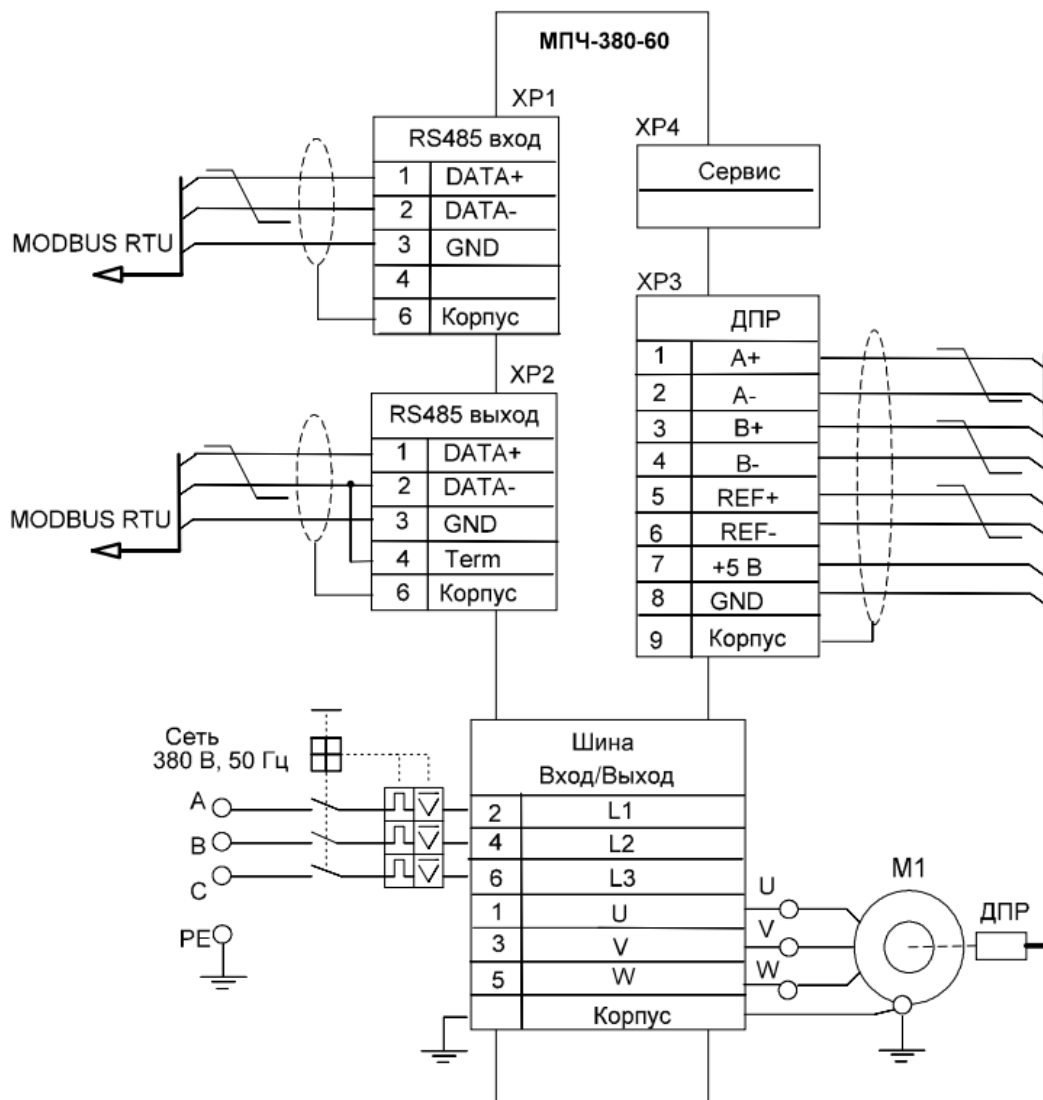 МПЧ-380-60
XP1
RS485 вход
1 DATA+
2 DATA-
3 GND
4
6 Корпус
MODBUS RTU
XP2
RS485 выход
1 DATA+
2 DATA-
3 GND
4 Term
6 Корпус
MODBUS RTU
XP4
Сервис
XP3
ДПР
1 A+
2 A-
3 B+
4 B-
5 REF+
6 REF-
7 +5 В
8 GND
9 Корпус
Сеть
380 В, 50 Гц
A
B
C
PE
Шина
Вход/Выход
2 L1
4 L2
6 L3
1 U
3 V
5 W
Корпус
U
V
W
M1
ДПР